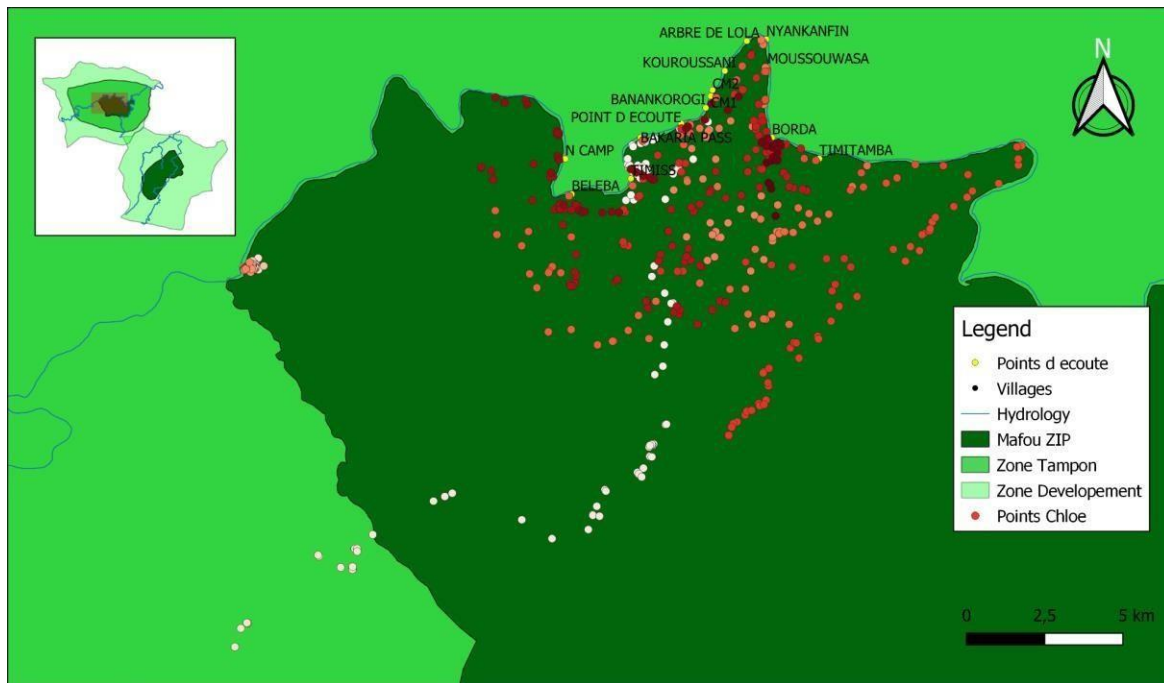 ARBRE DE LOLA
NYANKANFIN
KOUROUSSANI
MOUSSOUWASA
CM2
BANANKOROGI
CM1
POINT D ECOUTE
BORDA
BAKARIA PASS
TIMITAMBA
N CAMP
BELEBA
N
Legend
Points d ecoute
Villages
Hydrology
Mafou ZIP
Zone Tampon
Zone Developement
Points Chloe
0 2,5 5 km